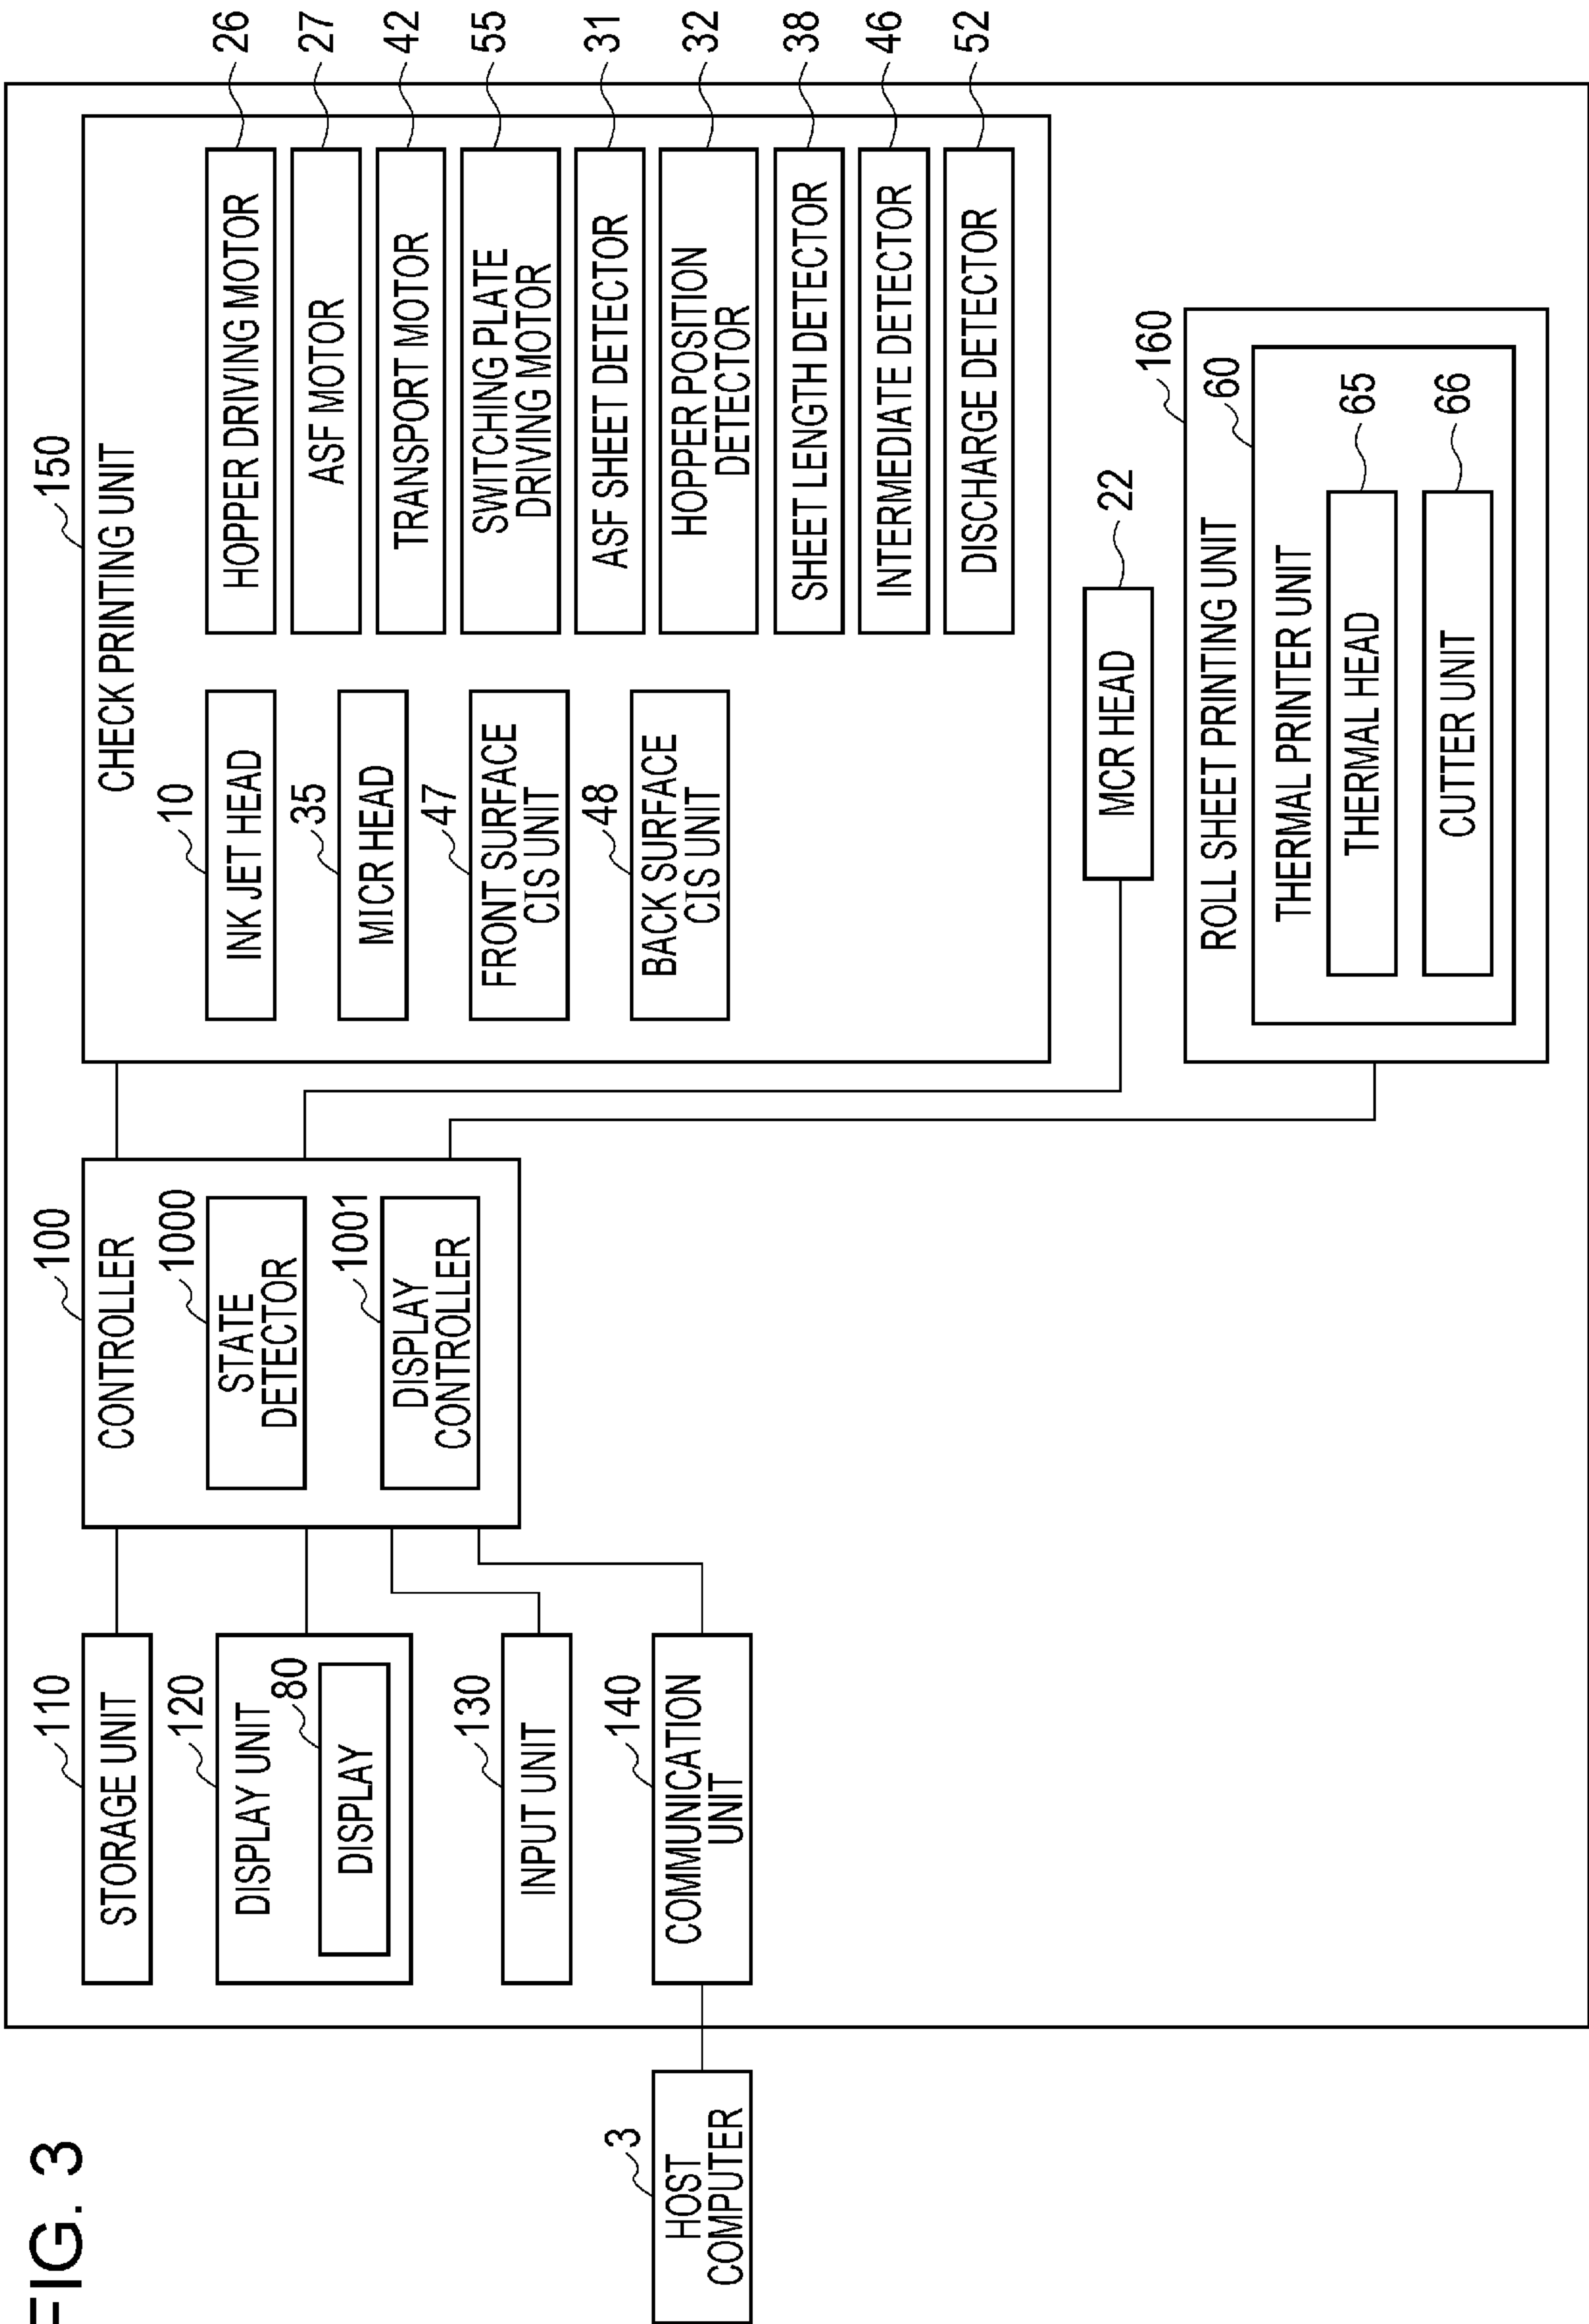 FIG. 3
3
HOST
COMPUTER
110
STORAGE UNIT
120
DISPLAY UNIT
80
DISPLAY
130
INPUT UNIT
140
COMMUNICATION
UNIT
100
CONTROLLER
1000
STATE
DETECTOR
1001
DISPLAY
CONTROLLER
150
CHECK PRINTING UNIT
10
INK JET HEAD
35
MICR HEAD
47
FRONT SURFACE
CIS UNIT
48
BACK SURFACE
CIS UNIT
HOPPER DRIVING MOTOR
26
ASF MOTOR
27
TRANSPORT MOTOR
42
SWITCHING PLATE
DRIVING MOTOR
55
ASF SHEET DETECTOR
31
HOPPER POSITION
DETECTOR
32
SHEET LENGTH DETECTOR
38
INTERMEDIATE DETECTOR
46
DISCHARGE DETECTOR
52
MCR HEAD
22
160
ROLL SHEET PRINTING UNIT
60
THERMAL PRINTER UNIT
65
THERMAL HEAD
66
CUTTER UNIT